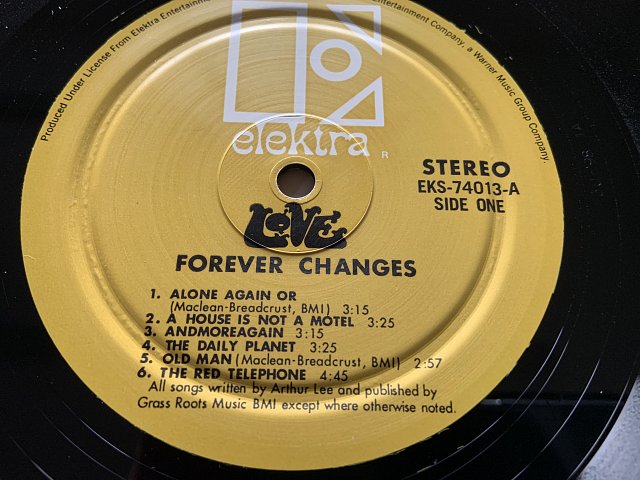 Produced Under License From Elektra Entertainment
Entertainment Company, a Warner Music Group Company.
elektra
R
STEREO
EKS-74013-A
SIDE ONE
LOVE
FOREVER CHANGES
1. ALONE AGAIN OR
(Maclean-Breadcrust, BMI) 3:15
2. A HOUSE IS NOT A MOTEL 3:25
3. ANDMOREAGAIN 3:15
4. THE DAILY PLANET 3:25
5. OLD MAN (Maclean-Breadcrust, BMI) 2:57
6. THE RED TELEPHONE 4:45
All songs written by Arthur Lee and published by
Grass Roots Music BMI except where otherwise noted.